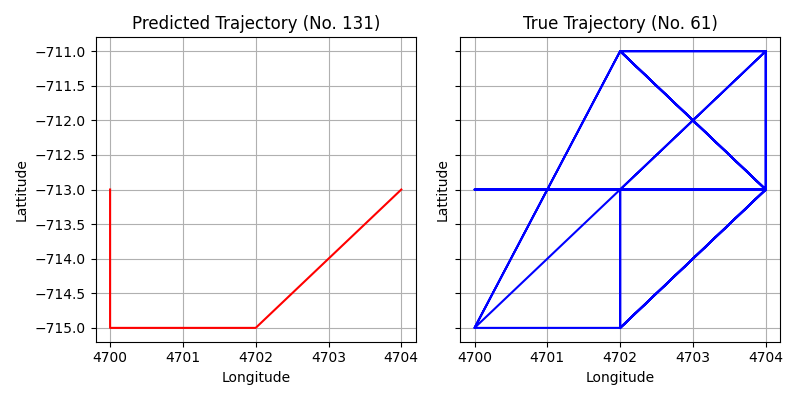 Predicted Trajectory (No. 131)
True Trajectory (No. 61)
Lattitude
−711.0
−711.5
−712.0
−712.5
−713.0
−713.5
−714.0
−714.5
−715.0
4700 4701 4702 4703 4704
Longitude
Lattitude
4700 4701 4702 4703 4704
Longitude